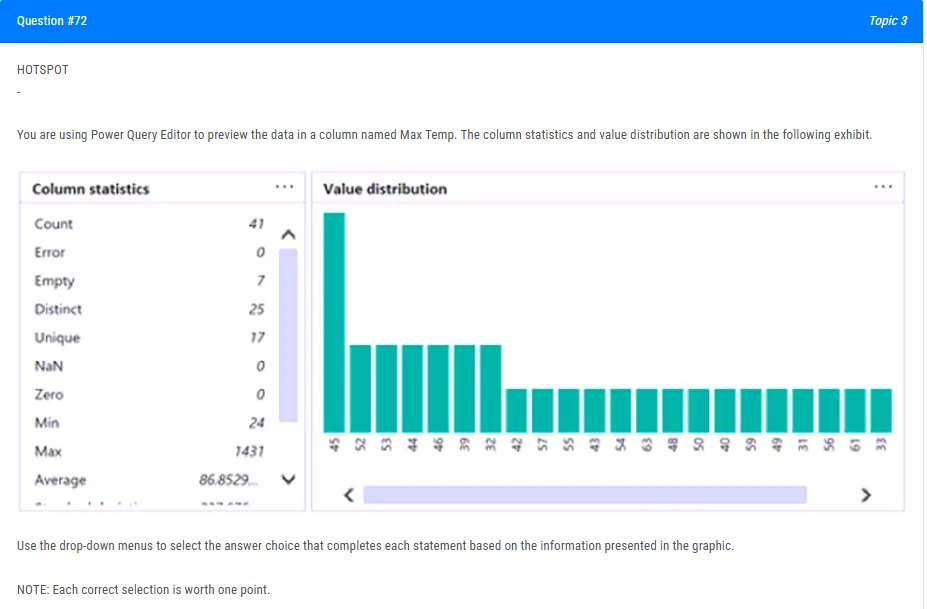 Question #72
Topic 3
HOTSPOT
-
You are using Power Query Editor to preview the data in a column named Max Temp. The column statistics and value distribution are shown in the following exhibit.
Column statistics
...
Count 41
Error 0
Empty 7
Distinct 25
Unique 17
NaN 0
Zero 0
Min 24
Max 1431
Average 86.8529...
Value distribution
...
45 52 53 44 46 39 32 42 57 55 43 54 63 48 50 40 59 49 31 56 61 33
Use the drop-down menus to select the answer choice that completes each statement based on the information presented in the graphic.
NOTE: Each correct selection is worth one point.